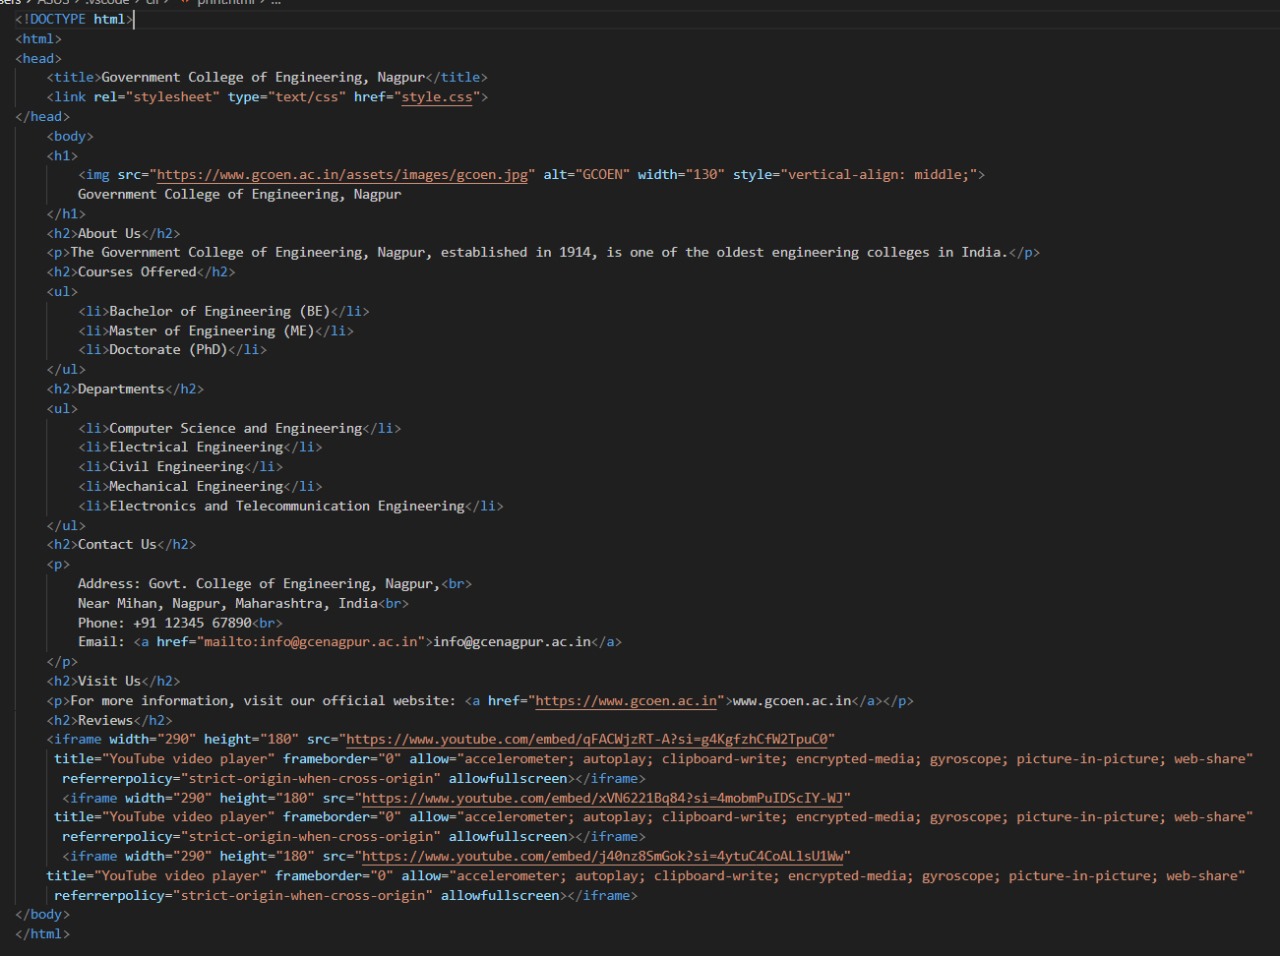 ASUS > .vscode > cl > print.html > ...
<!DOCTYPE html>
<html>
<head>
    <title>Government College of Engineering, Nagpur</title>
    <link rel="stylesheet" type="text/css" href="style.css">
</head>
    <body>
    <h1>
        <img src="https://www.gcoen.ac.in/assets/images/gcoen.jpg" alt="GCOEN" width="130" style="vertical-align: middle;">
        Government College of Engineering, Nagpur
    </h1>
    <h2>About Us</h2>
    <p>The Government College of Engineering, Nagpur, established in 1914, is one of the oldest engineering colleges in India.</p>
    <h2>Courses Offered</h2>
    <ul>
        <li>Bachelor of Engineering (BE)</li>
        <li>Master of Engineering (ME)</li>
        <li>Doctorate (PhD)</li>
    </ul>
    <h2>Departments</h2>
    <ul>
        <li>Computer Science and Engineering</li>
        <li>Electrical Engineering</li>
        <li>Civil Engineering</li>
        <li>Mechanical Engineering</li>
        <li>Electronics and Telecommunication Engineering</li>
    </ul>
    <h2>Contact Us</h2>
    <p>
        Address: Govt. College of Engineering, Nagpur,<br>
        Near Mihan, Nagpur, Maharashtra, India<br>
        Phone: +91 12345 67890<br>
        Email: <a href="mailto:info@gcenagpur.ac.in">info@gcenagpur.ac.in</a>
    </p>
    <h2>Visit Us</h2>
    <p>For more information, visit our official website: <a href="https://www.gcoen.ac.in">www.gcoen.ac.in</a></p>
    <h2>Reviews</h2>
    <iframe width="290" height="180" src="https://www.youtube.com/embed/qFACWjzRT-A?si=g4KgfzhCfW2TpuC0"
     title="YouTube video player" frameborder="0" allow="accelerometer; autoplay; clipboard-write; encrypted-media; gyroscope; picture-in-picture; web-share"
      referrerpolicy="strict-origin-when-cross-origin" allowfullscreen></iframe>
      <iframe width="290" height="180" src="https://www.youtube.com/embed/xVN6221Bq84?si=4mobmPuIDScIY-WJ"
     title="YouTube video player" frameborder="0" allow="accelerometer; autoplay; clipboard-write; encrypted-media; gyroscope; picture-in-picture; web-share"
      referrerpolicy="strict-origin-when-cross-origin" allowfullscreen></iframe>
      <iframe width="290" height="180" src="https://www.youtube.com/embed/j40nz8SmGok?si=4ytuC4CoALlsU1Ww"
    title="YouTube video player" frameborder="0" allow="accelerometer; autoplay; clipboard-write; encrypted-media; gyroscope; picture-in-picture; web-share"
     referrerpolicy="strict-origin-when-cross-origin" allowfullscreen></iframe>
</body>
</html>